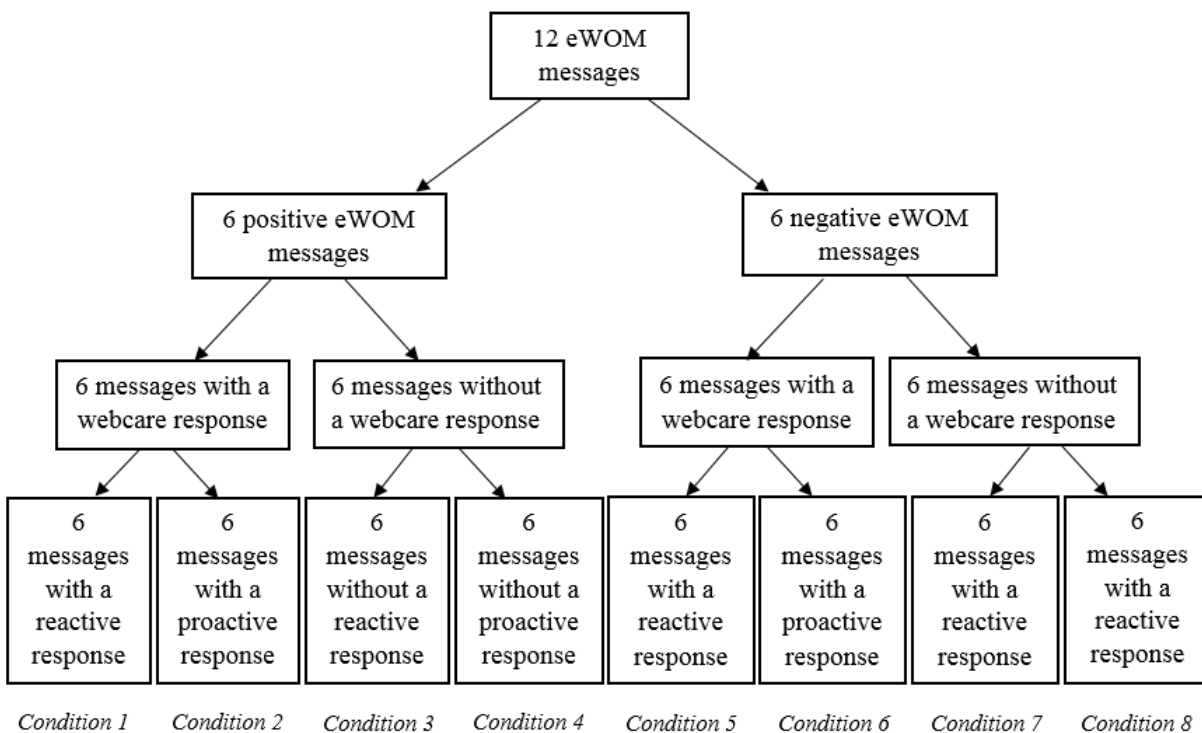 12 eWOM
messages
6 positive eWOM
messages
6 negative eWOM
messages
6 messages with a
webcare response
6 messages without
a webcare response
6 messages with a
webcare response
6 messages without
a webcare response
6
messages
with a
reactive
response
6
messages
with a
proactive
response
6
messages
without a
reactive
response
6
messages
without a
proactive
response
6
messages
with a
reactive
response
6
messages
with a
proactive
response
6
messages
with a
reactive
response
6
messages
with a
reactive
response
Condition 1
Condition 2
Condition 3
Condition 4
Condition 5
Condition 6
Condition 7
Condition 8